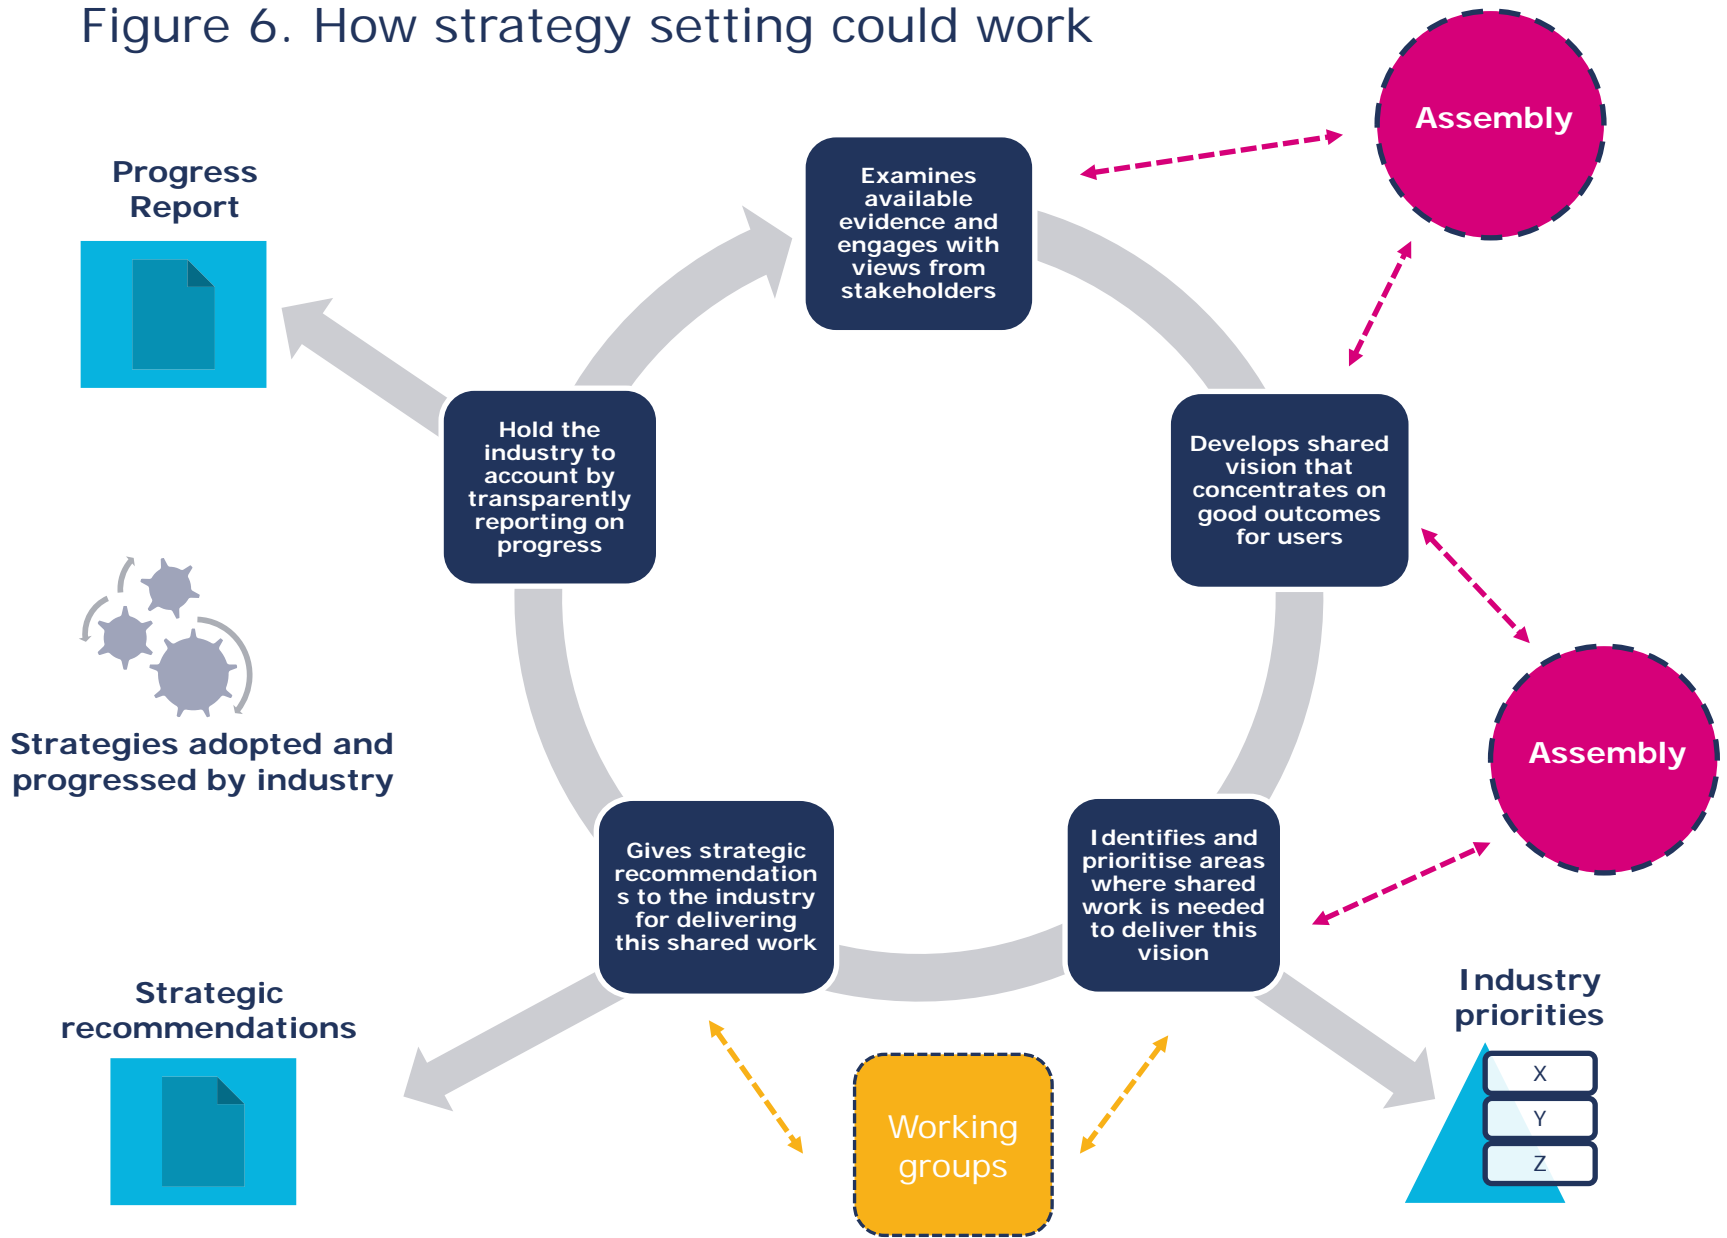 Figure 6. How strategy setting could work
Assembly
Progress
Report
Examines
available
evidence and
engages with
views from
stakeholders
Hold the
industry to
account by
transparently
reporting on
progress
Develops shared
vision that
concentrates on
good outcomes
for users
Strategies adopted and
progressed by industry
Assembly
Gives strategic
recommendation
s to the industry
for delivering
this shared work
Identifies and
prioritise areas
where shared
work is needed
to deliver this
vision
Strategic
recommendations
Industry
priorities
Working
groups
X
Y
Z